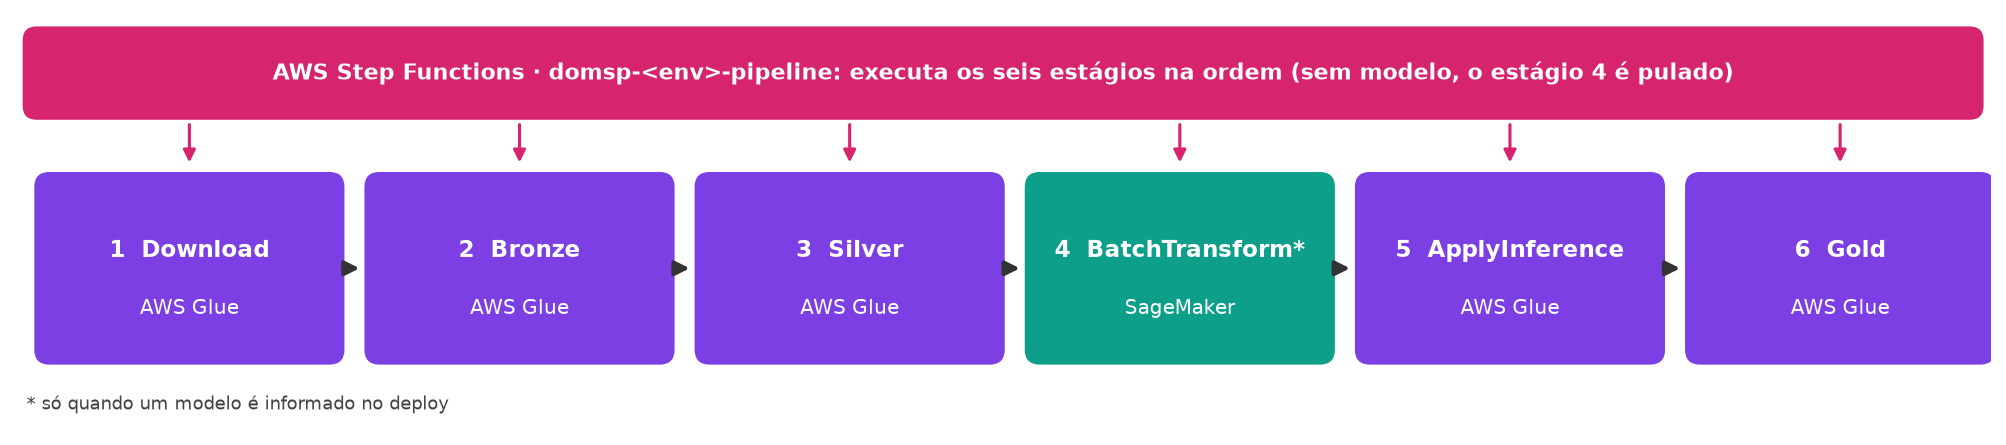 AWS Step Functions · domsp-<env>-pipeline: executa os seis estágios na ordem (sem modelo, o estágio 4 é pulado)
1 Download
AWS Glue
2 Bronze
AWS Glue
3 Silver
AWS Glue
4 BatchTransform*
SageMaker
5 ApplyInference
AWS Glue
6 Gold
AWS Glue
* só quando um modelo é informado no deploy